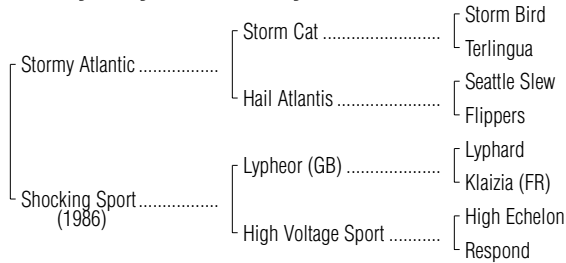 Storm Bird
Storm Cat ......................
Terlingua
Stormy Atlantic .................
Seattle Slew
Hail Atlantis ...................
Flippers
Lyphard
Lypheor (GB) ..................
Klaizia (FR)
Shocking Sport .................
(1986)
High Echelon
High Voltage Sport ...........
Respond